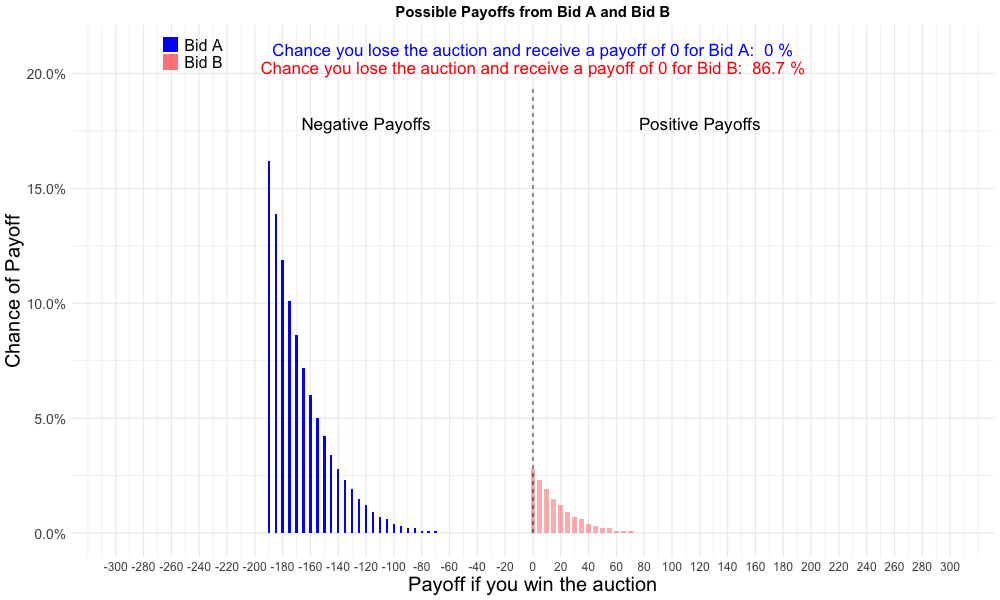 Possible Payoffs from Bid A and Bid B
Bid A
Bid B
Chance you lose the auction and receive a payoff of 0 for Bid A:  0 %
Chance you lose the auction and receive a payoff of 0 for Bid B:  86.7 %
Negative Payoffs
Positive Payoffs
Chance of Payoff
20.0%
15.0%
10.0%
5.0%
0.0%
-300 -280 -260 -240 -220 -200 -180 -160 -140 -120 -100 -80 -60 -40 -20 0 20 40 60 80 100 120 140 160 180 200 220 240 260 280 300
Payoff if you win the auction